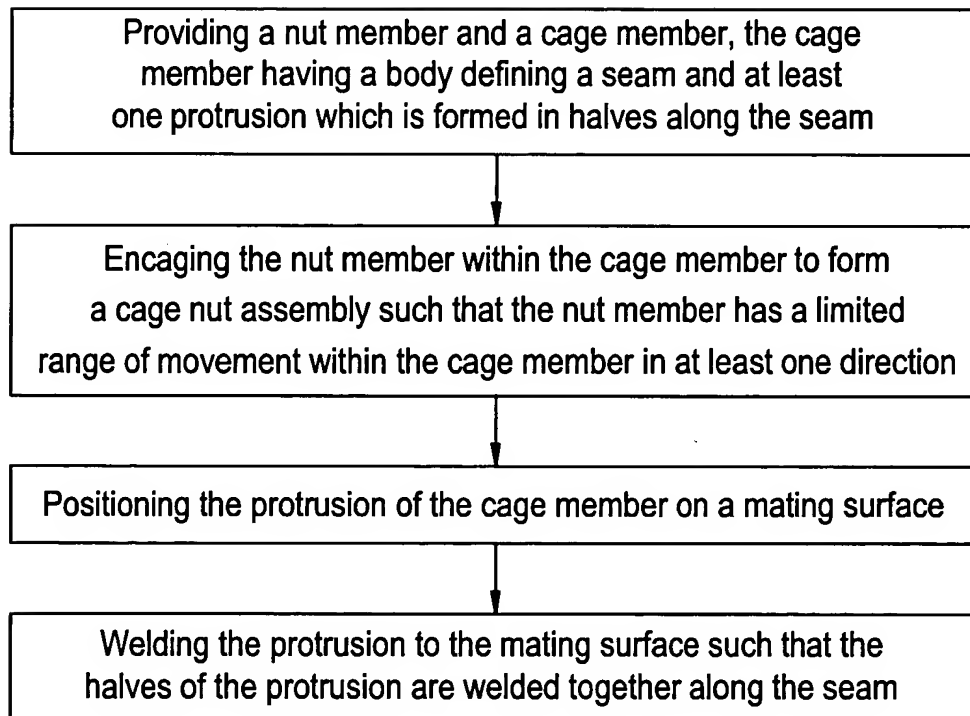 Providing a nut member and a cage member, the cage
member having a body defining a seam and at least
one protrusion which is formed in halves along the seam
Encaging the nut member within the cage member to form
a cage nut assembly such that the nut member has a limited
range of movement within the cage member in at least one direction
Positioning the protrusion of the cage member on a mating surface
Welding the protrusion to the mating surface such that the
halves of the protrusion are welded together along the seam